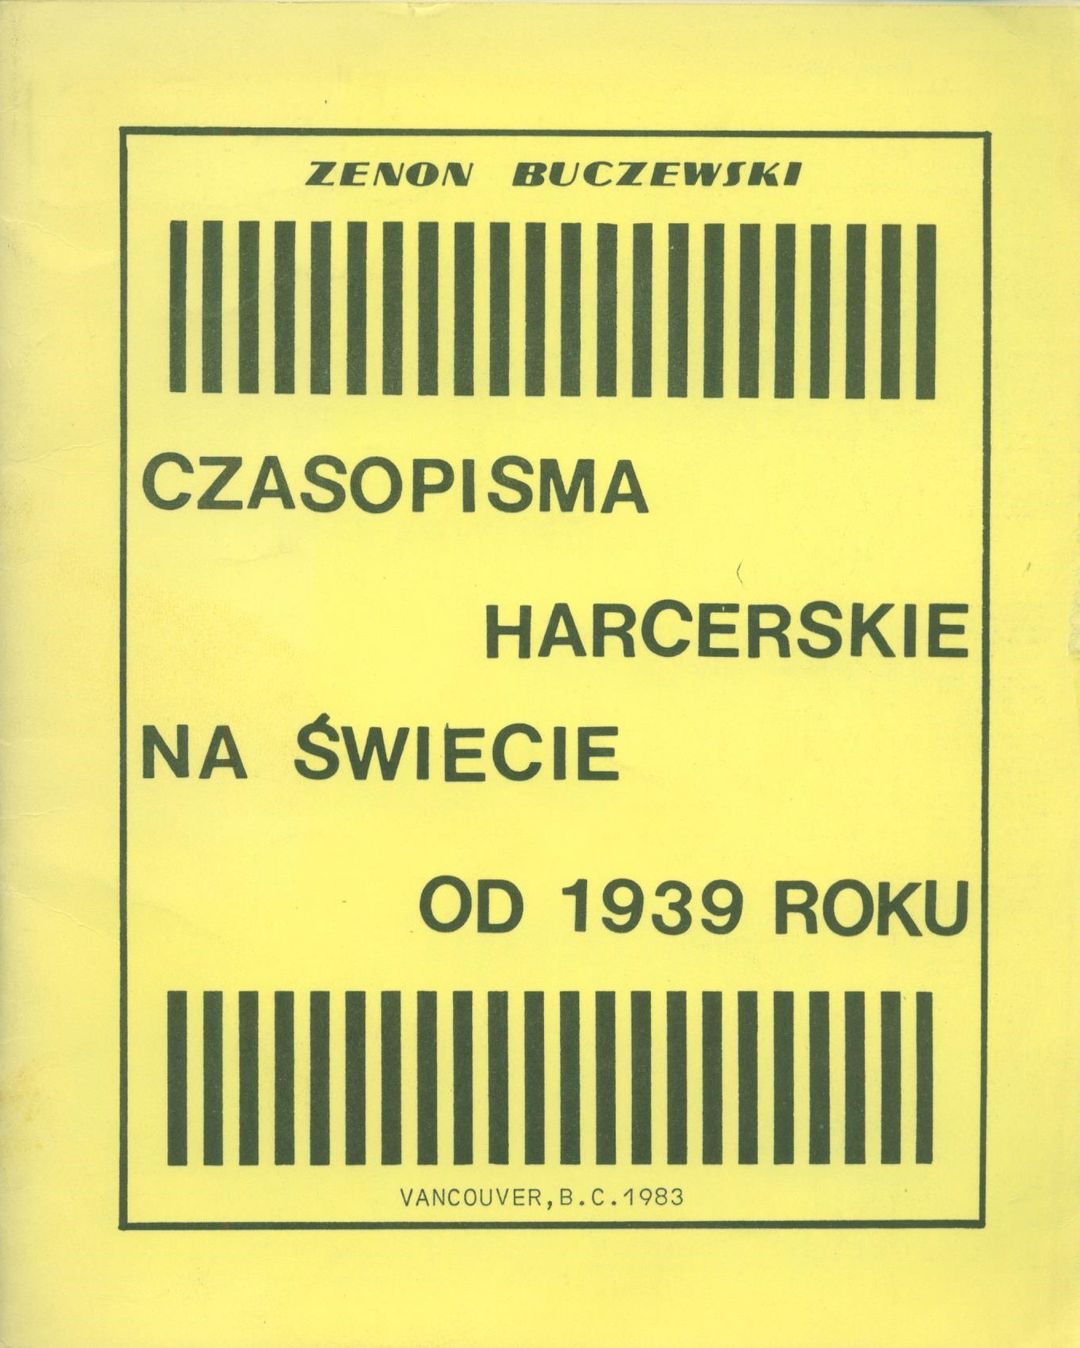 ZENON BUCZEWSKI
CZASOPISMA
HARCERSKIE
NA ŚWIECIE
OD 1939 ROKU
VANCOUVER,B.C.1983